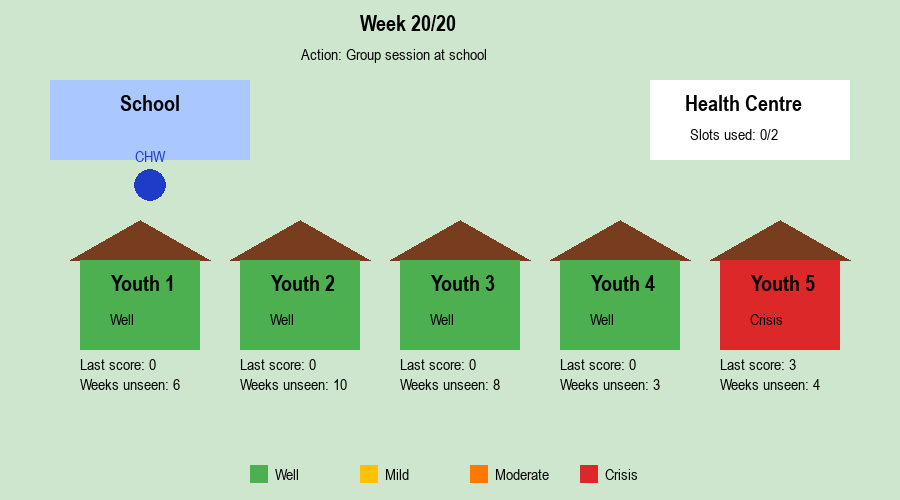 Week 20/20
Action: Group session at school
School
Health Centre
Slots used: 0/2
CHW
Youth 1
Youth 2
Youth 3
Youth 4
Youth 5
Well
Well
Well
Well
Crisis
Last score: 0
Last score: 0
Last score: 0
Last score: 0
Last score: 3
Weeks unseen: 6
Weeks unseen: 10
Weeks unseen: 8
Weeks unseen: 3
Weeks unseen: 4
Well
Mild
Moderate
Crisis